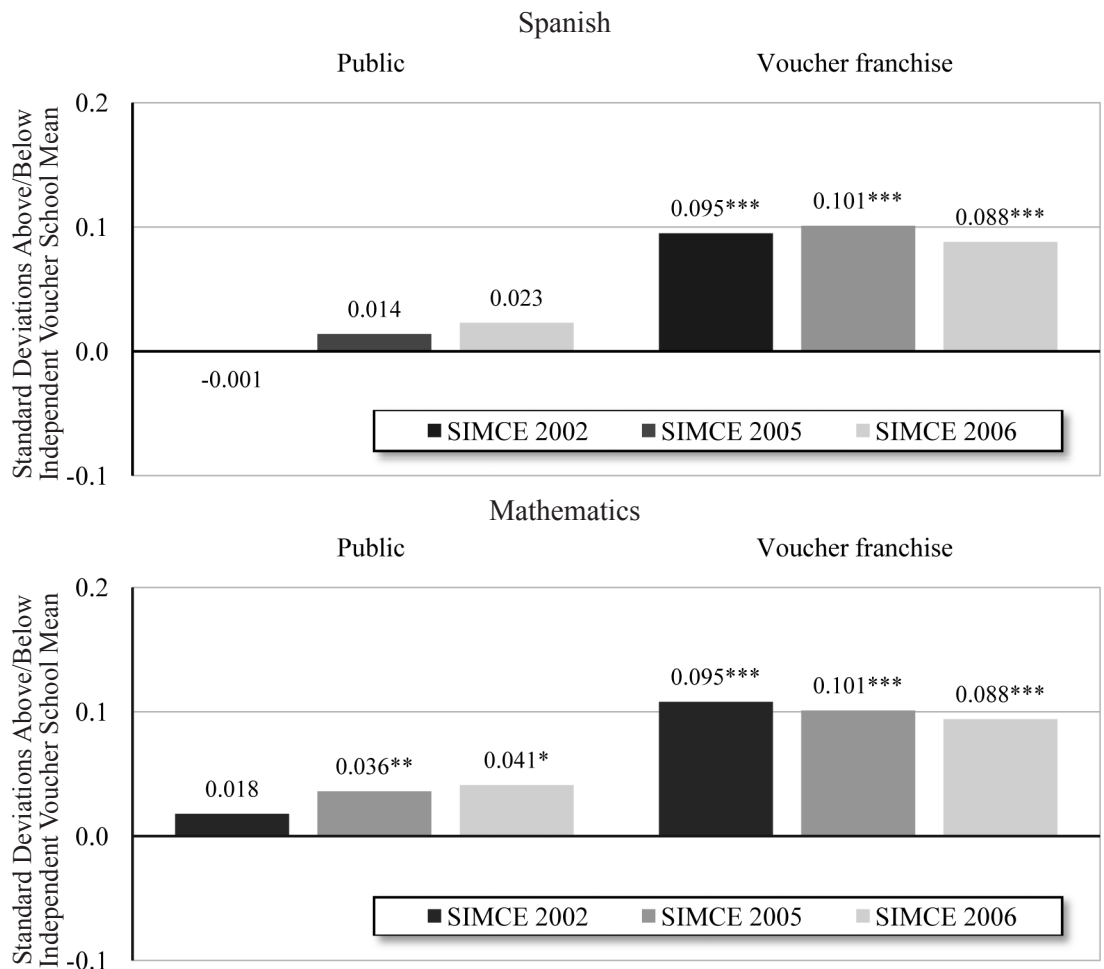 Spanish
Public Voucher franchise
Standard Deviations Above/Below
Independent Voucher School Mean
0.2
0.1
0.0
-0.1
-0.001
0.014
0.023
0.095***
0.101***
0.088***
SIMCE 2002 SIMCE 2005 SIMCE 2006
Mathematics
Public Voucher franchise
Standard Deviations Above/Below
Independent Voucher School Mean
0.2
0.1
0.0
-0.1
0.018
0.036**
0.041*
0.095***
0.101***
0.088***
SIMCE 2002 SIMCE 2005 SIMCE 2006